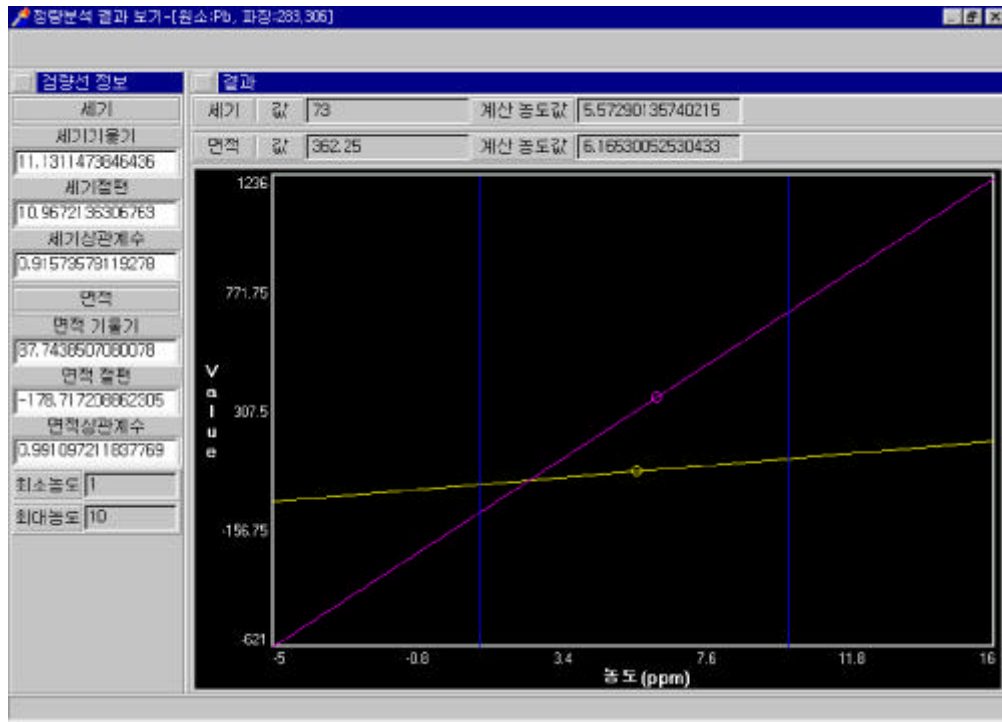 정량분석 결과 보기-[원소:Pb, 파장:283,306]
검량선 정보
세기
세기기울기
11.1311473846436
세기절편
10.9672136306763
세기상관계수
0.91573578119278
면적
면적 기울기
87.7438507080078
면적 절편
-178.717208862305
면적상관계수
0.991097211837769
최소농도 1
최대농도 10
결과
세기 값 73 계산 농도값 5.57290135740215
면적 값 362.25 계산 농도값 6.16530052530433
1236
771.75
307.5
-156.75
-621
Value
-5 -0.8 3.4 7.6 11.8 16
농도(ppm)